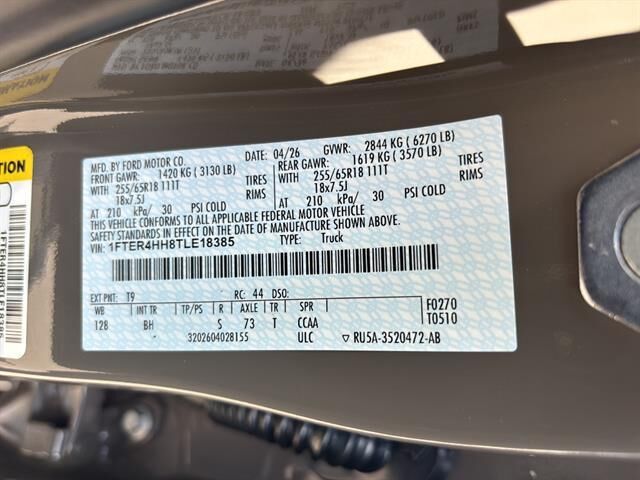 MFD. BY FORD MOTOR CO.
DATE: 04/26 GVWR: 2844 KG ( 6270 LB)
FRONT GAWR: 1420 KG ( 3130 LB)
REAR GAWR: 1619 KG ( 3570 LB)
WITH 255/65R18 111T TIRES
WITH 255/65R18 111T TIRES
18x7.5J RIMS
18x7.5J RIMS
AT 210 kPa/ 30 PSI COLD
AT 210 kPa/ 30 PSI COLD
THIS VEHICLE CONFORMS TO ALL APPLICABLE FEDERAL MOTOR VEHICLE
SAFETY STANDARDS IN EFFECT ON THE DATE OF MANUFACTURE SHOWN ABOVE.
VIN: 1FTER4HH8TLE18385 TYPE: Truck
EXT PNT: T9 RC: 44 DSO:
WB INT TR TP/PS R AXLE TR SPR
128 BH S 73 T CCAA
F0270
T0510
3202604028155 ULC ▽ RU5A-3520472-AB
1FTER4HH8TLE18385